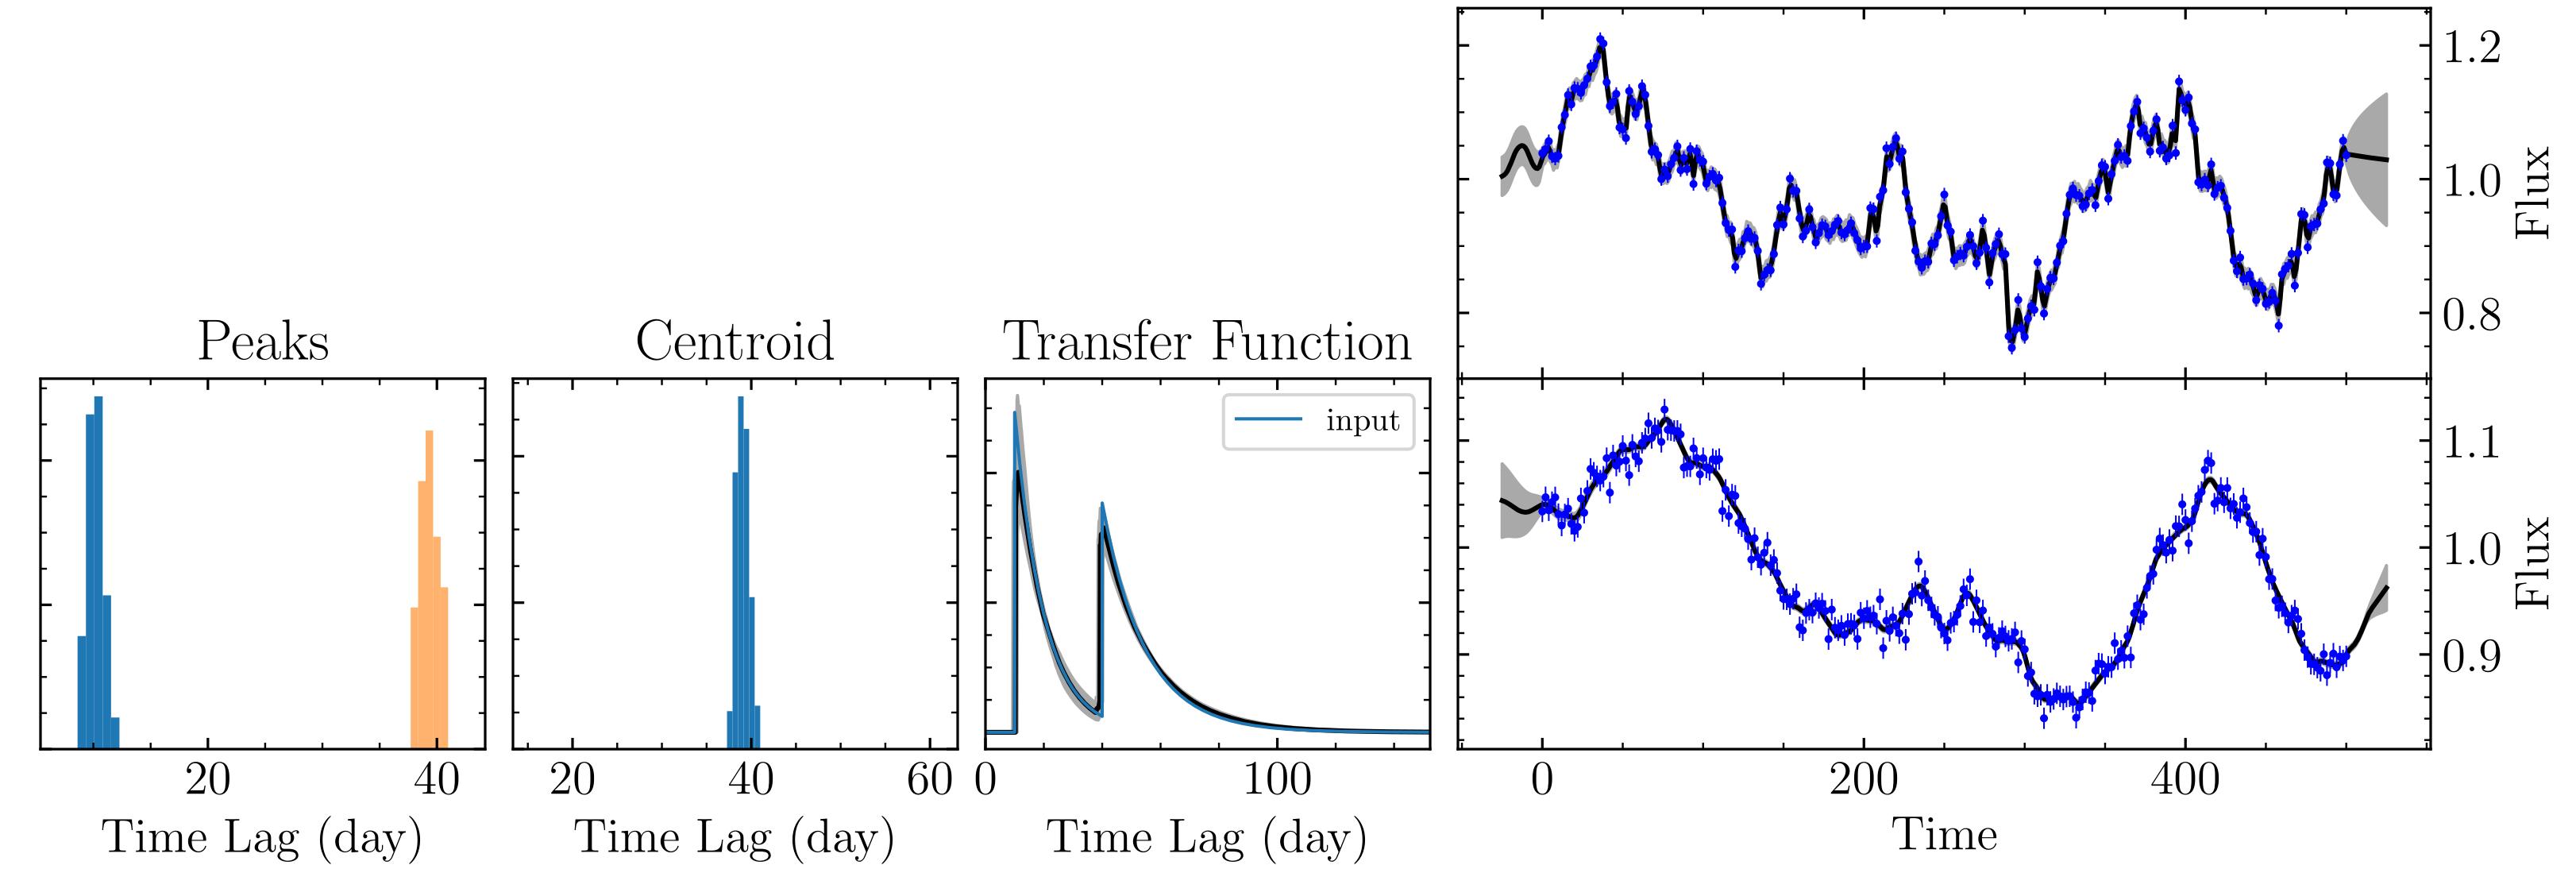 Peaks
20 40
Time Lag (day)
Centroid
20 40 60
Time Lag (day)
Transfer Function
input
0 100
Time Lag (day)
1.2
1.0
0.8
Flux
1.1
1.0
0.9
Flux
0 200 400
Time